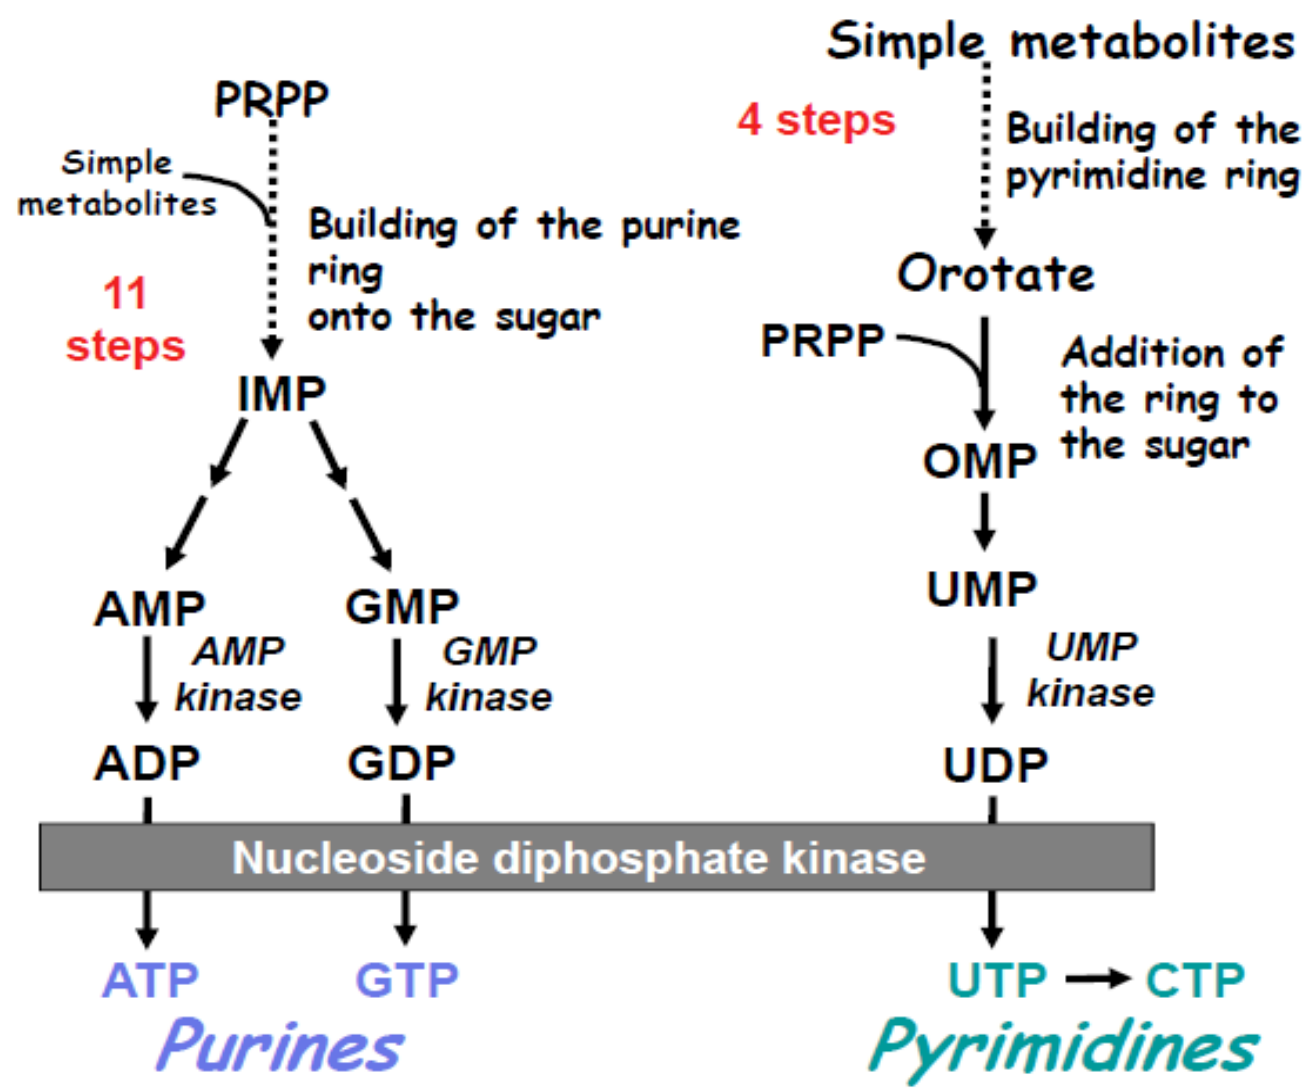 PRPP
Simple
metabolites
11
steps
Building of the purine
ring
onto the sugar
IMP
AMP
GMP
AMP
kinase
GMP
kinase
ADP
GDP
Simple metabolites
4 steps
Building of the
pyrimidine ring
Orotate
PRPP
Addition of
the ring to
the sugar
OMP
UMP
UMP
kinase
UDP
Nucleoside diphosphate kinase
ATP
GTP
UTP
CTP
Purines
Pyrimidines